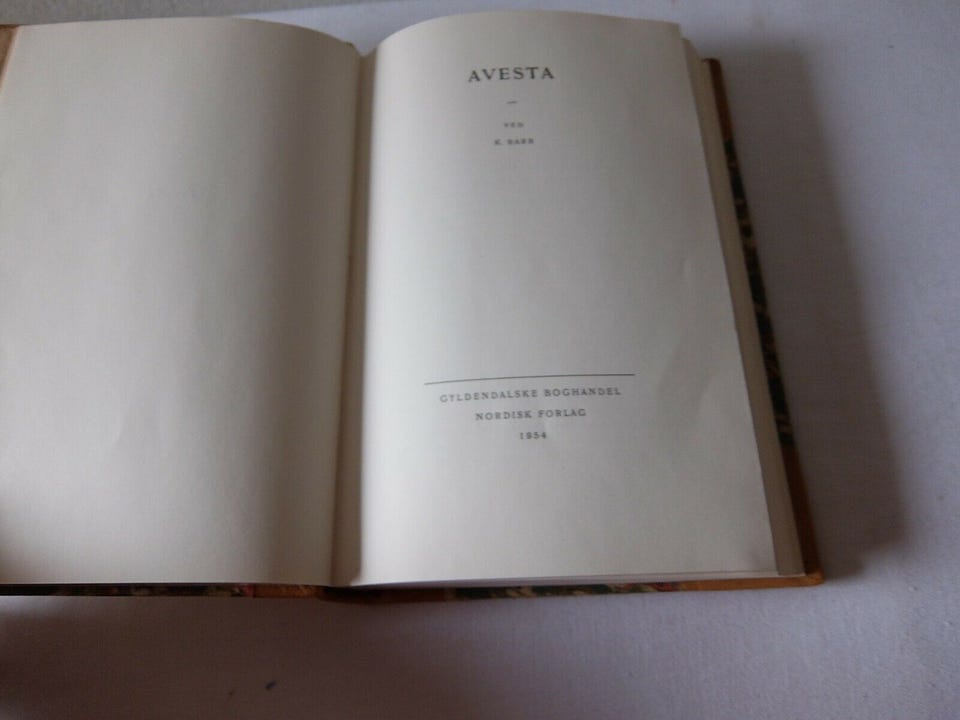 AVESTA
VED
K. BARR
GYLDENDALSKE BOGHANDEL
NORDISK FORLAG
1954